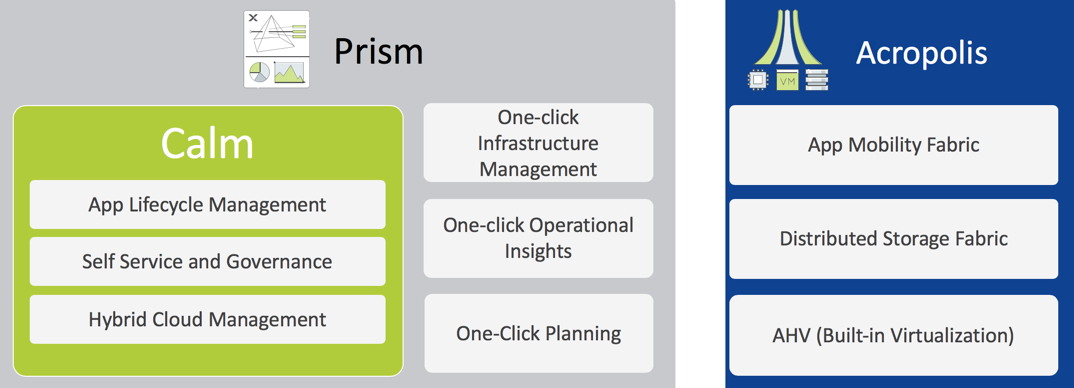 Prism
Calm
App Lifecycle Management
Self Service and Governance
Hybrid Cloud Management
One-click
Infrastructure
Management
One-click Operational
Insights
One-Click Planning
Acropolis
VM
App Mobility Fabric
Distributed Storage Fabric
AHV (Built-in Virtualization)